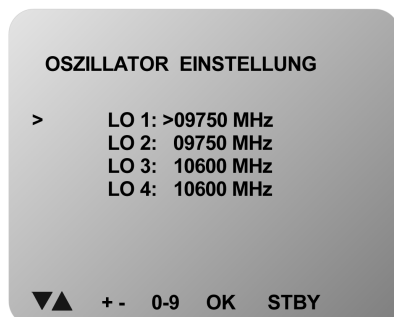 OSZILLATOR EINSTELLUNG
> LO 1: >09750 MHz
LO 2: 09750 MHz
LO 3: 10600 MHz
LO 4: 10600 MHz
▼▲ + - 0-9 OK STBY